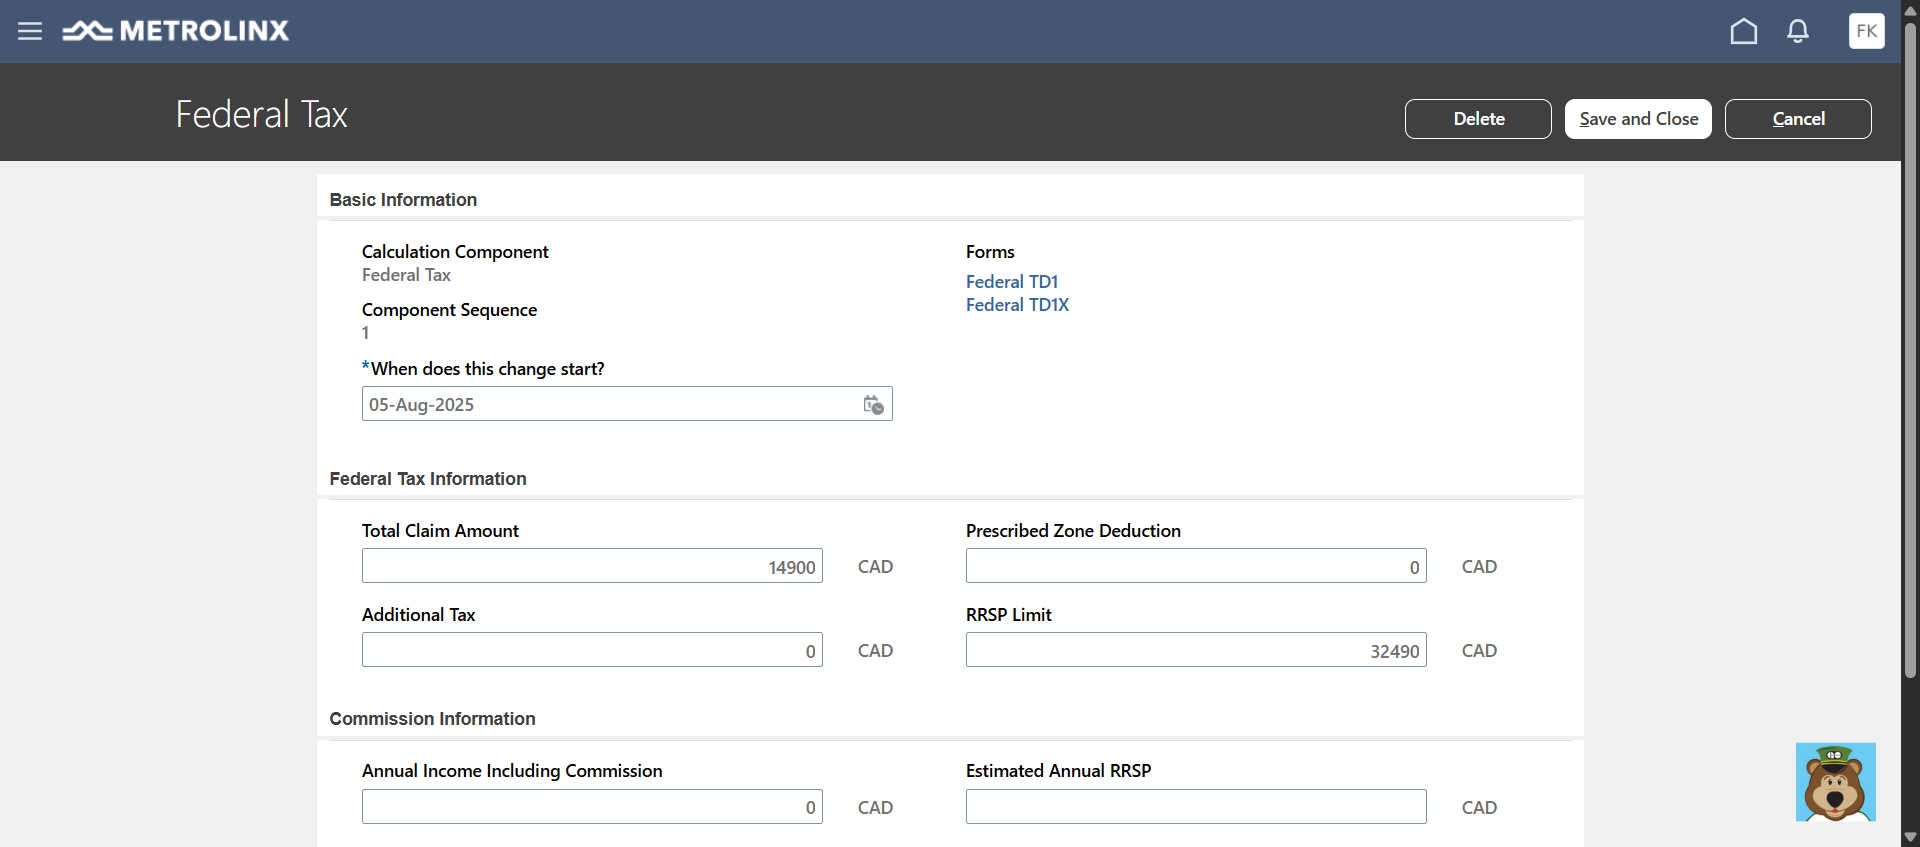 METROLINX
FK
Federal Tax
Delete
Save and Close
Cancel
Basic Information
Calculation Component
Federal Tax
Component Sequence
1
*When does this change start?
05-Aug-2025
Forms
Federal TD1
Federal TD1X
Federal Tax Information
Total Claim Amount
14900 CAD
Prescribed Zone Deduction
0 CAD
Additional Tax
0 CAD
RRSP Limit
32490 CAD
Commission Information
Annual Income Including Commission
0 CAD
Estimated Annual RRSP
CAD
GO